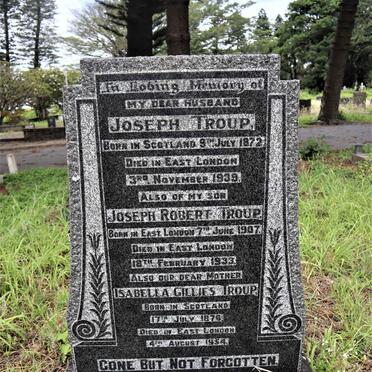 In Loving Memory of
MY DEAR HUSBAND
JOSEPH TROUP,
BORN IN SCOTLAND 9TH JULY 1872.
DIED IN EAST LONDON
3RD NOVEMBER 1939.
ALSO OF MY SON
JOSEPH ROBERT TROUP
BORN IN EAST LONDON 7TH JUNE 1907.
DIED IN EAST LONDON
18TH FEBRUARY 1933.
ALSO OUR DEAR MOTHER
ISABELLA GILLIES TROUP
BORN IN SCOTLAND
17TH JULY 1876
DIED IN EAST LONDON
4TH AUGUST 1954.
GONE BUT NOT FORGOTTEN.